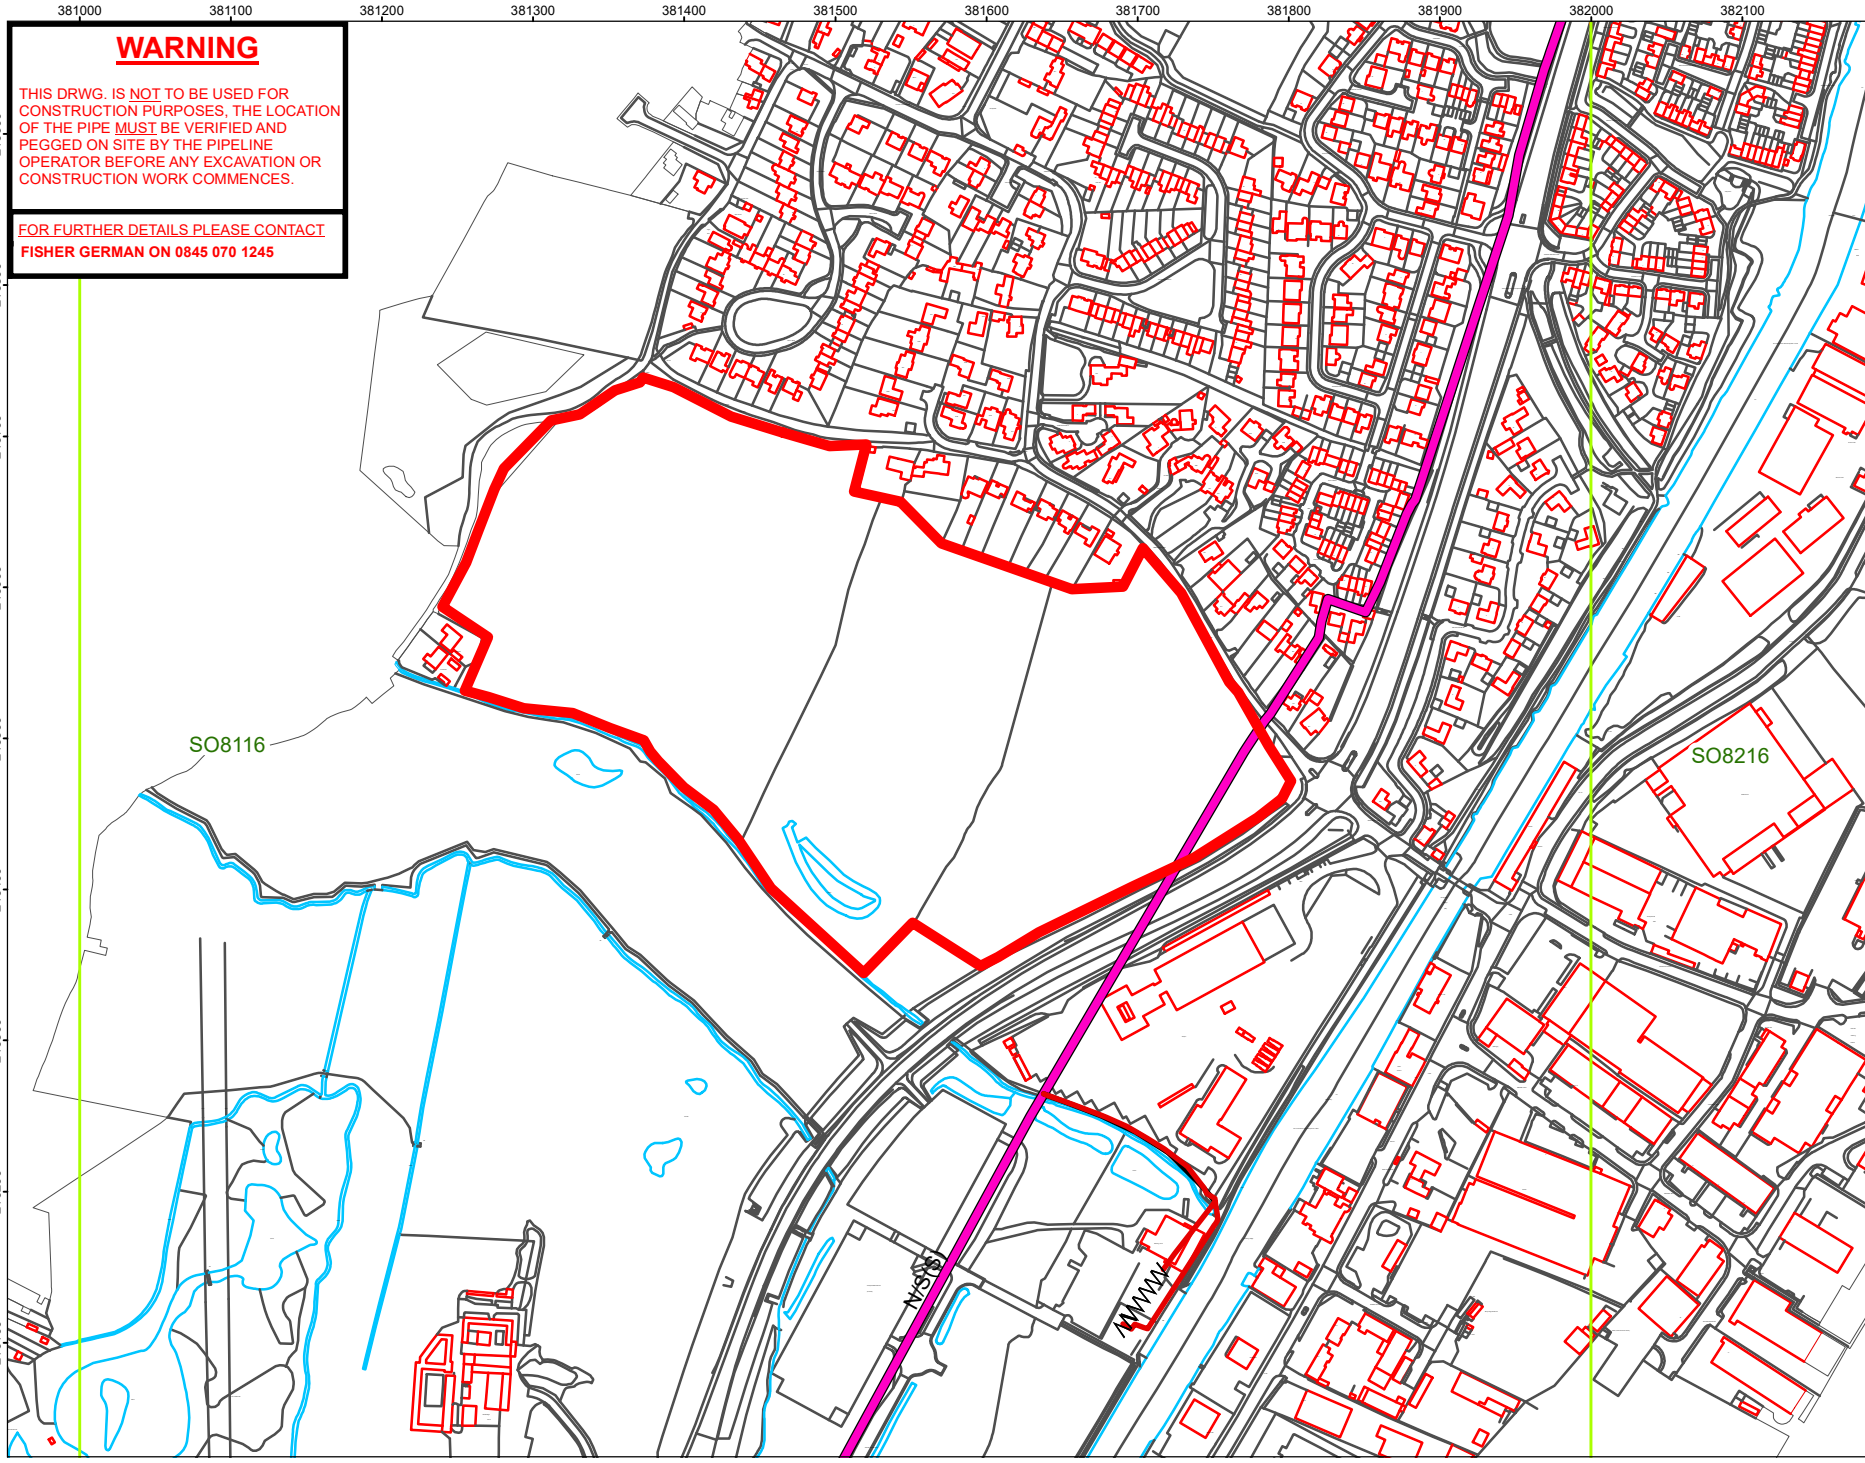 381000 381100 381200 381300 381400 381500 381600 381700 381800 381900 382000 382100
WARNING
THIS DRWG. IS NOT TO BE USED FOR
CONSTRUCTION PURPOSES, THE LOCATION
OF THE PIPE MUST BE VERIFIED AND
PEGGED ON SITE BY THE PIPELINE
OPERATOR BEFORE ANY EXCAVATION OR
CONSTRUCTION WORK COMMENCES.
FOR FURTHER DETAILS PLEASE CONTACT
FISHER GERMAN ON 0845 070 1245
SO8116
SO8216
N/S(S)